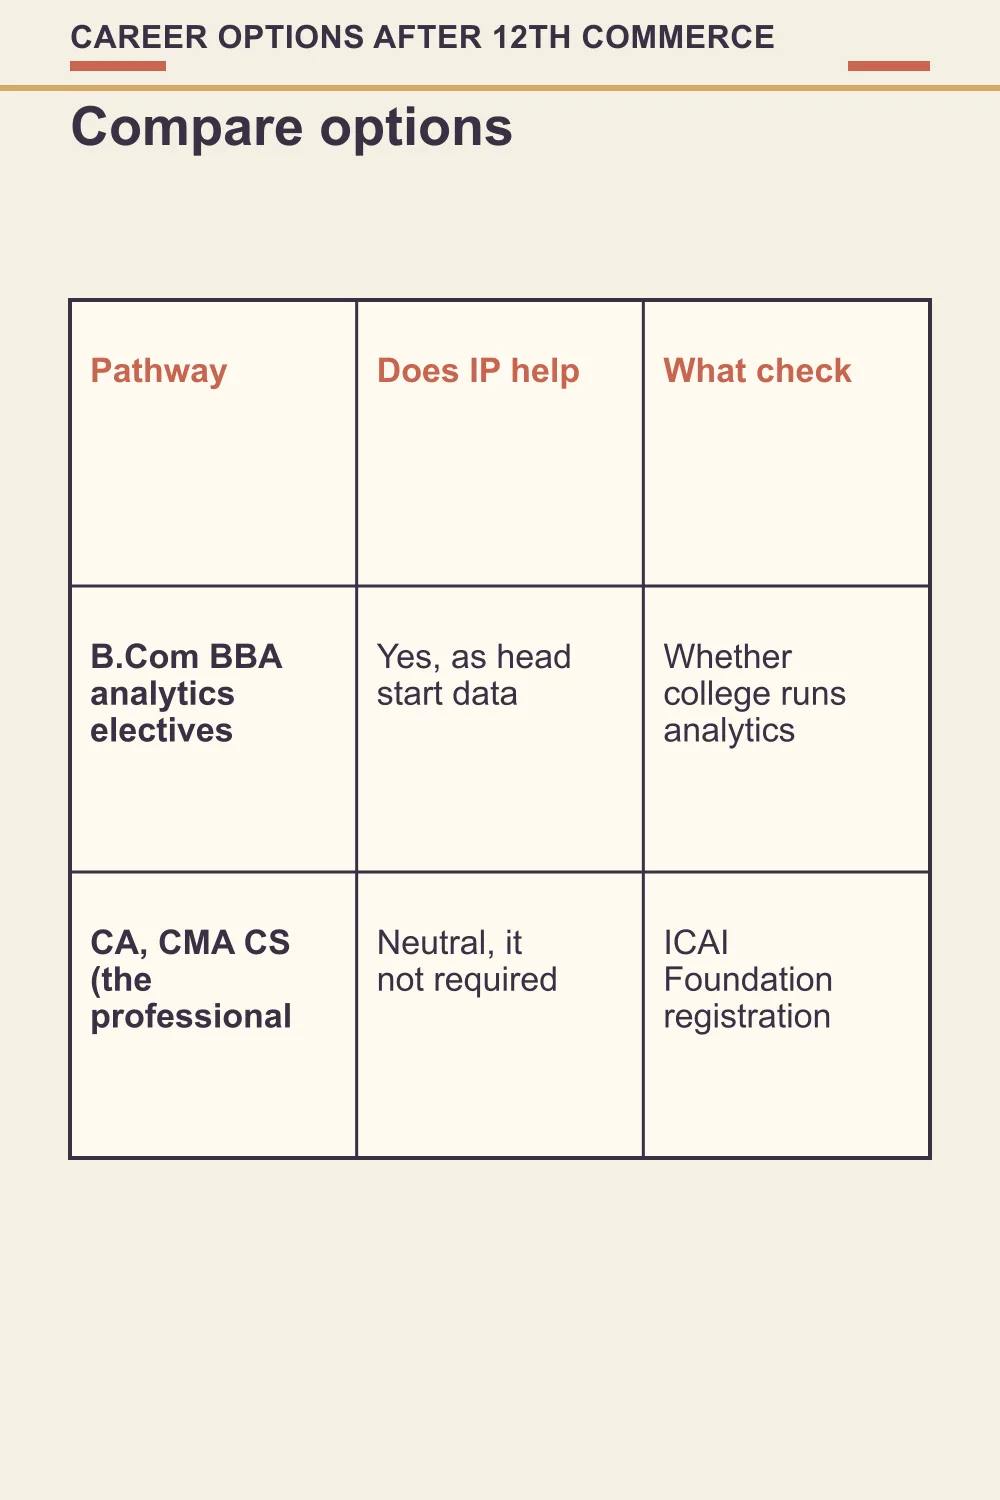 CAREER OPTIONS AFTER 12TH COMMERCE
Compare options
Pathway
Does IP help
What check
B.Com BBA
analytics
electives
Yes, as head
start data
Whether
college runs
analytics
CA, CMA CS
(the
professional
Neutral, it
not required
ICAI
Foundation
registration